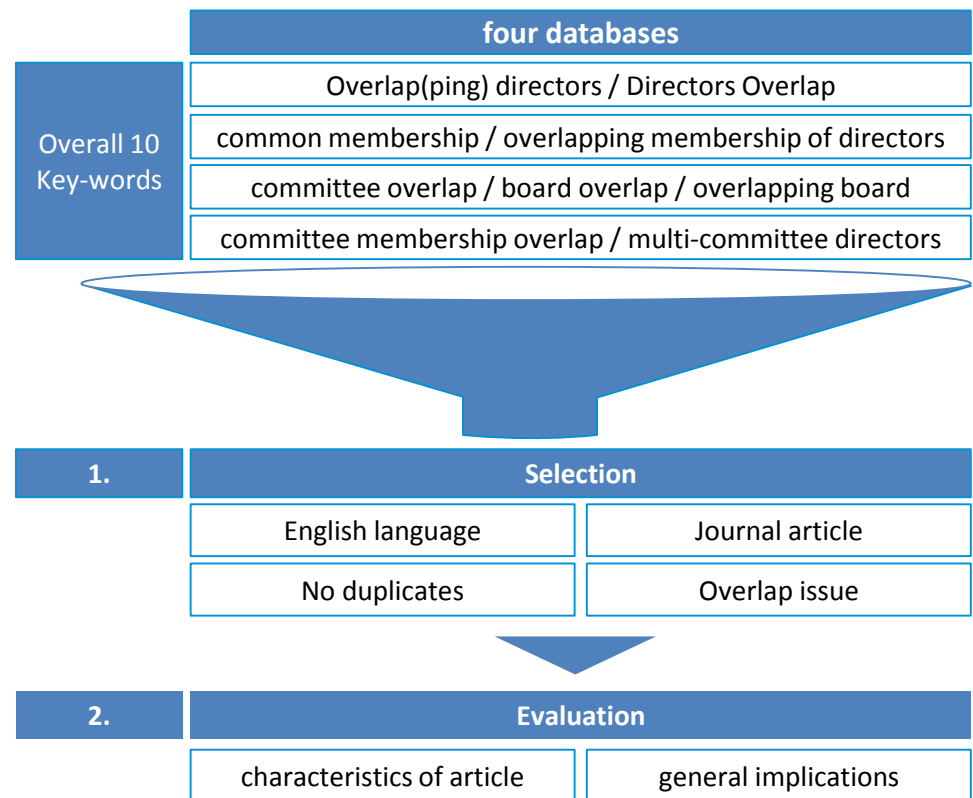 four databases
Overall 10
Key-words
Overlap(ping) directors / Directors Overlap
common membership / overlapping membership of directors
committee overlap / board overlap / overlapping board
committee membership overlap / multi-committee directors
1.
Selection
English language
Journal article
No duplicates
Overlap issue
2.
Evaluation
characteristics of article
general implications